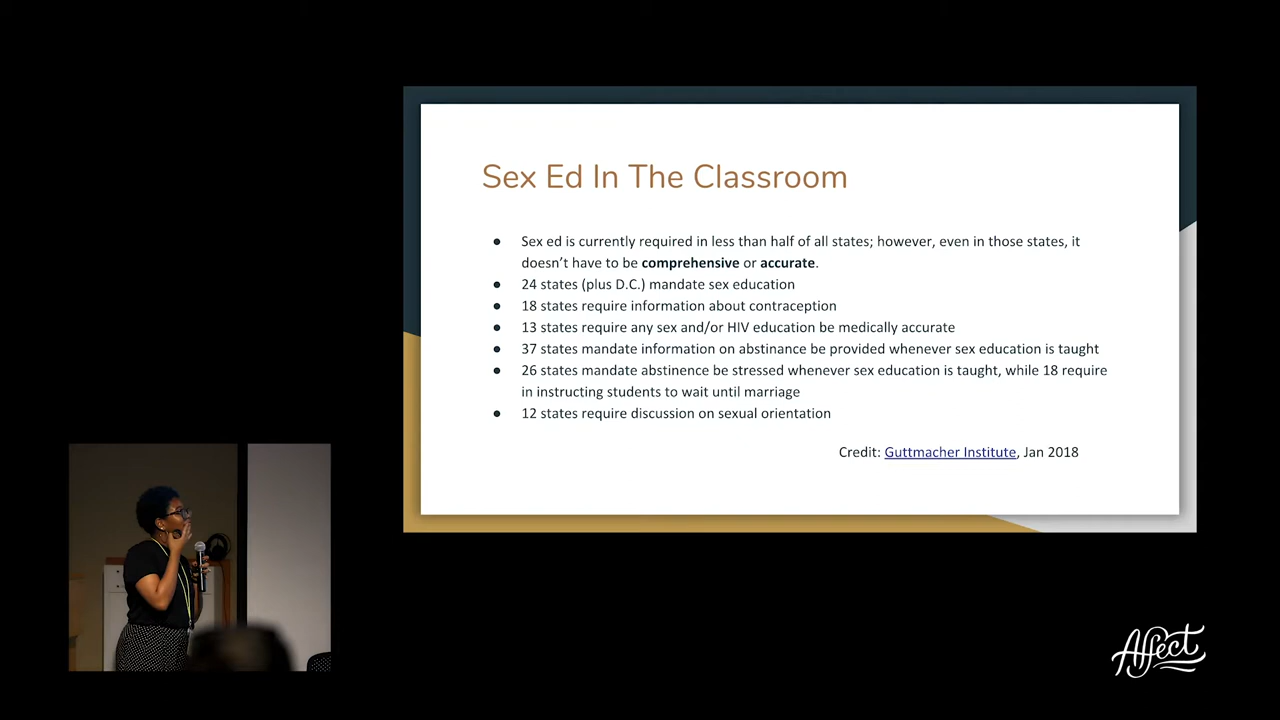 Sex Ed In The Classroom
● Sex ed is currently required in less than half of all states; however, even in those states, it
doesn't have to be comprehensive or accurate.
● 24 states (plus D.C.) mandate sex education
● 18 states require information about contraception
● 13 states require any sex and/or HIV education be medically accurate
● 37 states mandate information on abstinance be provided whenever sex education is taught
● 26 states mandate abstinence be stressed whenever sex education is taught, while 18 require
in instructing students to wait until marriage
● 12 states require discussion on sexual orientation
Credit: Guttmacher Institute, Jan 2018
Affect